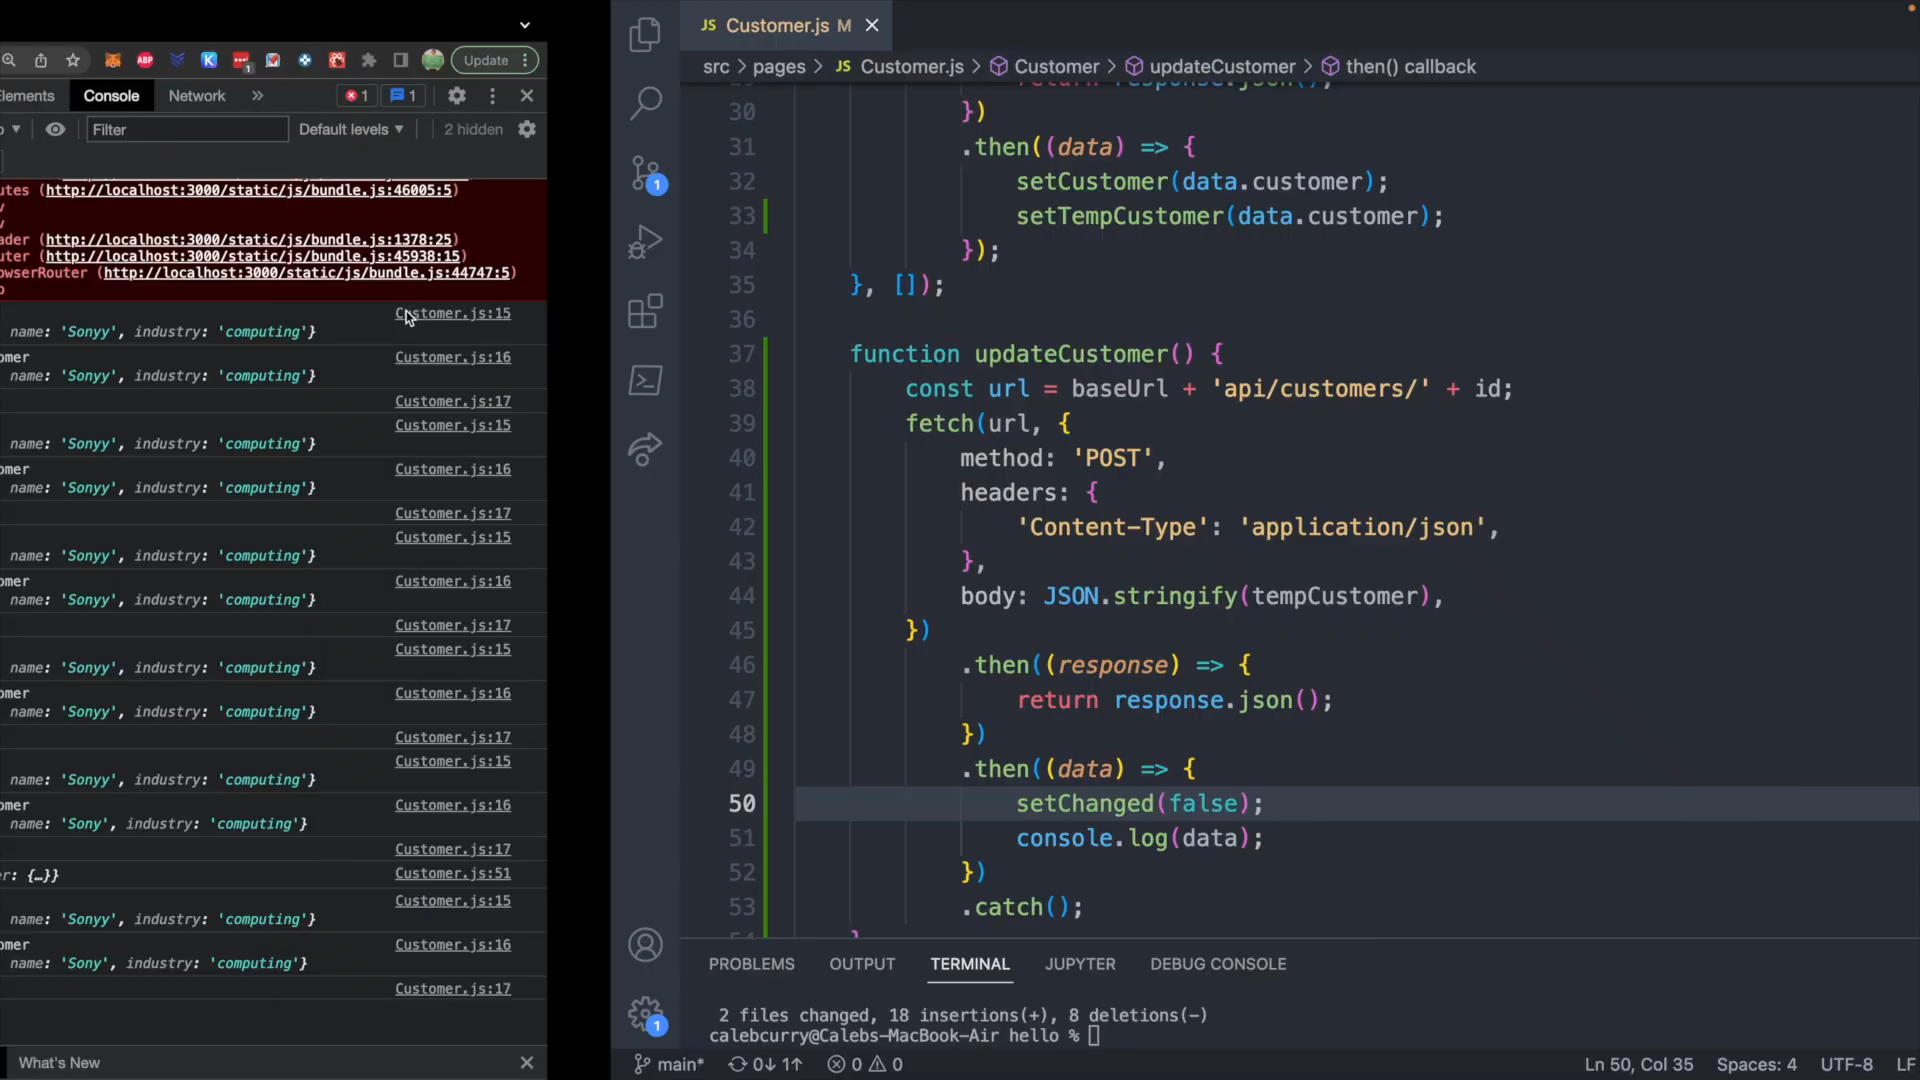 Update
Elements Console Network » 1 1
Filter Default levels ▼ 2 hidden
utes (http://localhost:3000/static/js/bundle.js:46005:5)
ader (http://localhost:3000/static/js/bundle.js:1378:25)
uter (http://localhost:3000/static/js/bundle.js:45938:15)
owserRouter (http://localhost:3000/static/js/bundle.js:44747:5)
Customer.js:15
name: 'Sonyy', industry: 'computing'}
omer Customer.js:16
name: 'Sonyy', industry: 'computing'}
Customer.js:17
Customer.js:15
name: 'Sonyy', industry: 'computing'}
omer Customer.js:16
name: 'Sonyy', industry: 'computing'}
Customer.js:17
Customer.js:15
name: 'Sonyy', industry: 'computing'}
omer Customer.js:16
name: 'Sonyy', industry: 'computing'}
Customer.js:17
Customer.js:15
name: 'Sonyy', industry: 'computing'}
omer Customer.js:16
name: 'Sonyy', industry: 'computing'}
Customer.js:17
Customer.js:15
name: 'Sonyy', industry: 'computing'}
omer Customer.js:16
name: 'Sony', industry: 'computing'}
Customer.js:17
er: {…}} Customer.js:51
Customer.js:15
name: 'Sonyy', industry: 'computing'}
omer Customer.js:16
name: 'Sony', industry: 'computing'}
Customer.js:17
What's New
JS Customer.js M
src > pages > JS Customer.js > Customer > updateCustomer > then() callback
return response.json();
30 })
31 .then((data) => {
32 setCustomer(data.customer);
33 setTempCustomer(data.customer);
34 });
35 }, []);
36
37 function updateCustomer() {
38 const url = baseUrl + 'api/customers/' + id;
39 fetch(url, {
40 method: 'POST',
41 headers: {
42 'Content-Type': 'application/json',
43 },
44 body: JSON.stringify(tempCustomer),
45 })
46 .then((response) => {
47 return response.json();
48 })
49 .then((data) => {
50 setChanged(false);
51 console.log(data);
52 })
53 .catch();
PROBLEMS OUTPUT TERMINAL JUPYTER DEBUG CONSOLE
2 files changed, 18 insertions(+), 8 deletions(-)
calebcurry@Calebs-MacBook-Air hello %
main* 0↓ 1↑ 0 0 Ln 50, Col 35 Spaces: 4 UTF-8 LF